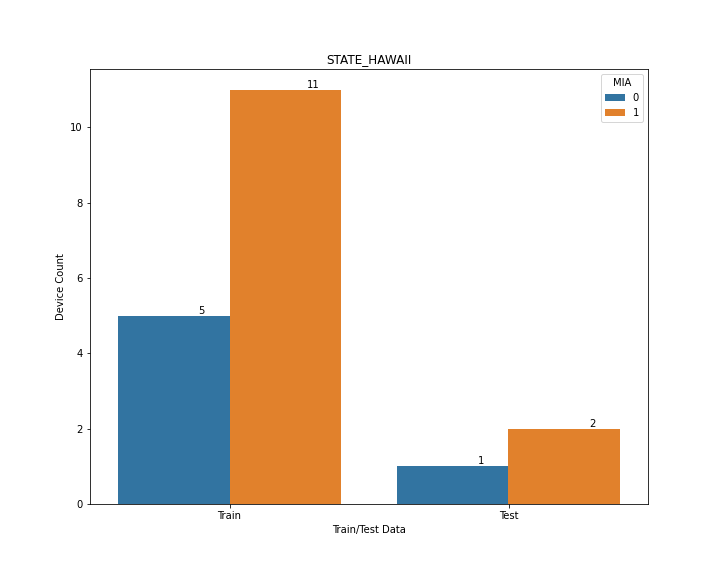 STATE_HAWAII
MIA
0
1
11
5
2
1
10
8
6
4
2
0
Device Count
Train
Test
Train/Test Data